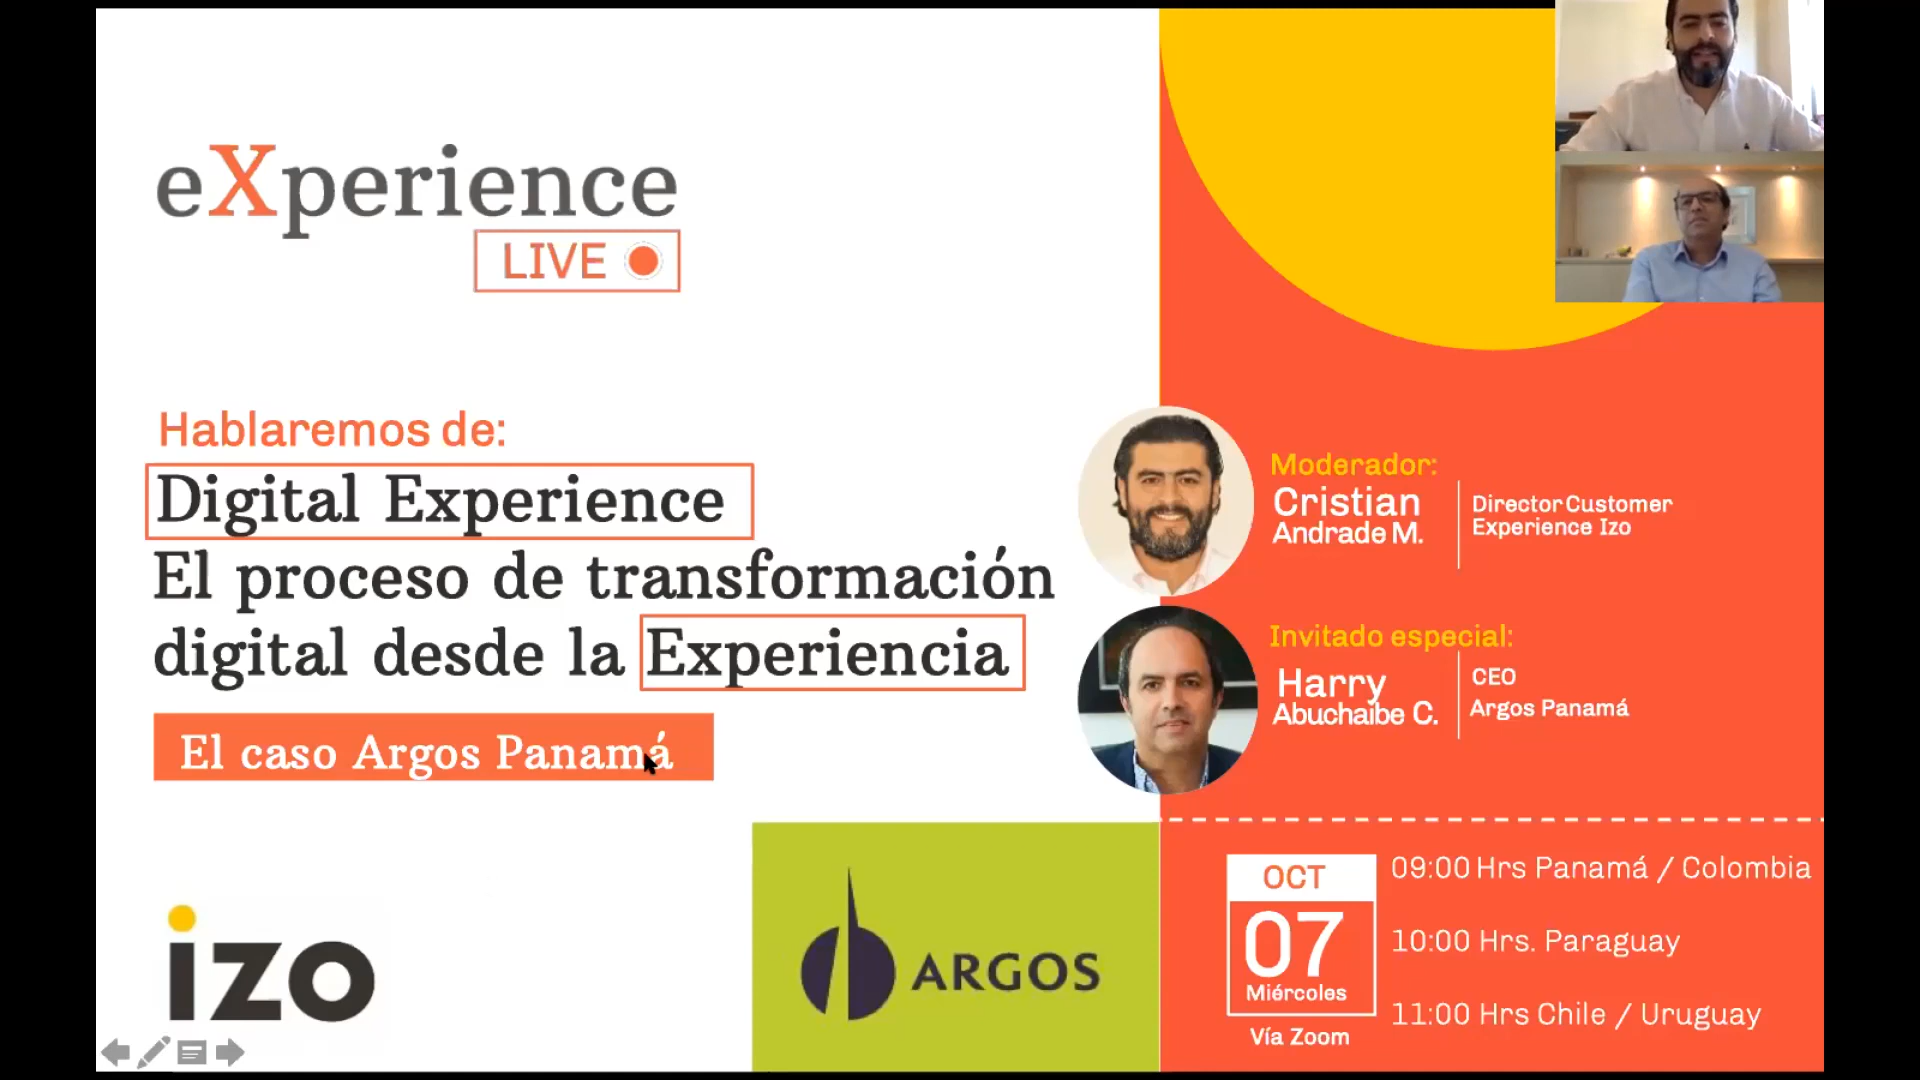 eXperience
LIVE
Hablaremos de:
Digital Experience
El proceso de transformación
digital desde la Experiencia
El caso Argos Panamá
izo
ARGOS
Moderador:
Cristian
Andrade M.
Director Customer
Experience Izo
Invitado especial:
Harry
Abuchaibe C.
CEO
Argos Panamá
OCT
07
Miércoles
Vía Zoom
09:00 Hrs Panamá / Colombia
10:00 Hrs. Paraguay
11:00 Hrs Chile / Uruguay